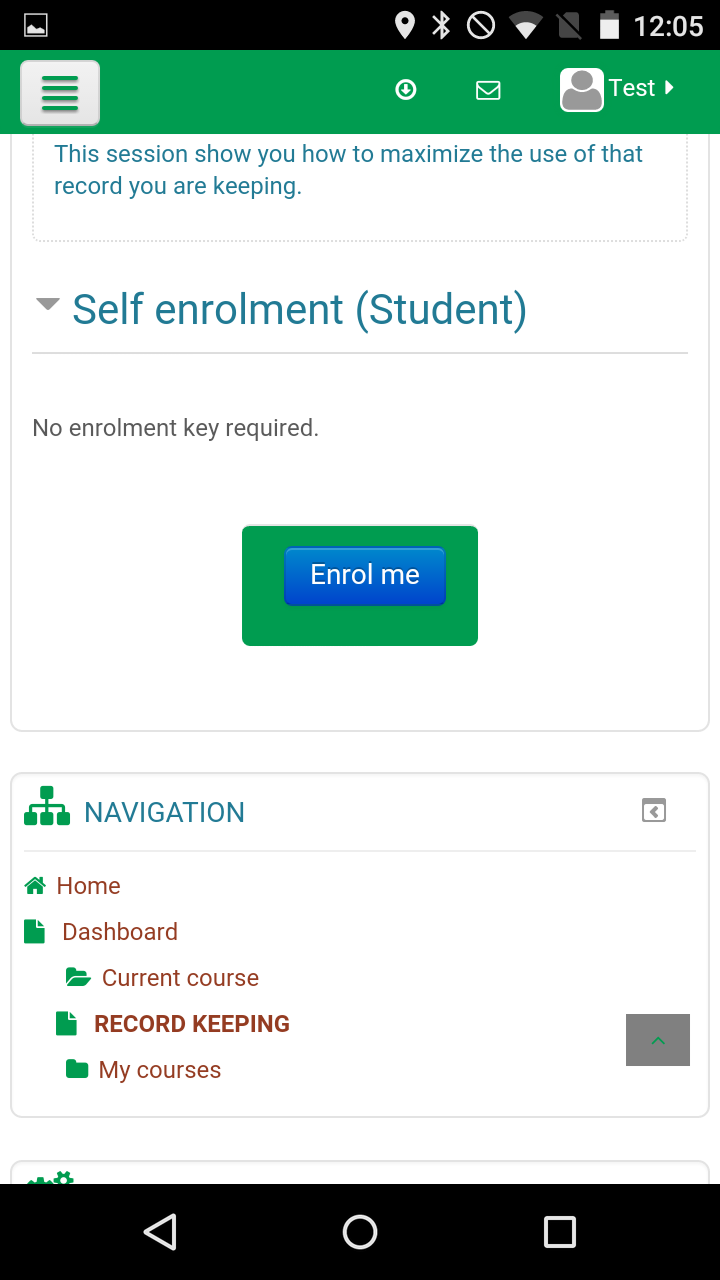 12:05
Test
This session show you how to maximize the use of that
record you are keeping.
Self enrolment (Student)
No enrolment key required.
Enrol me
NAVIGATION
Home
Dashboard
Current course
RECORD KEEPING
My courses